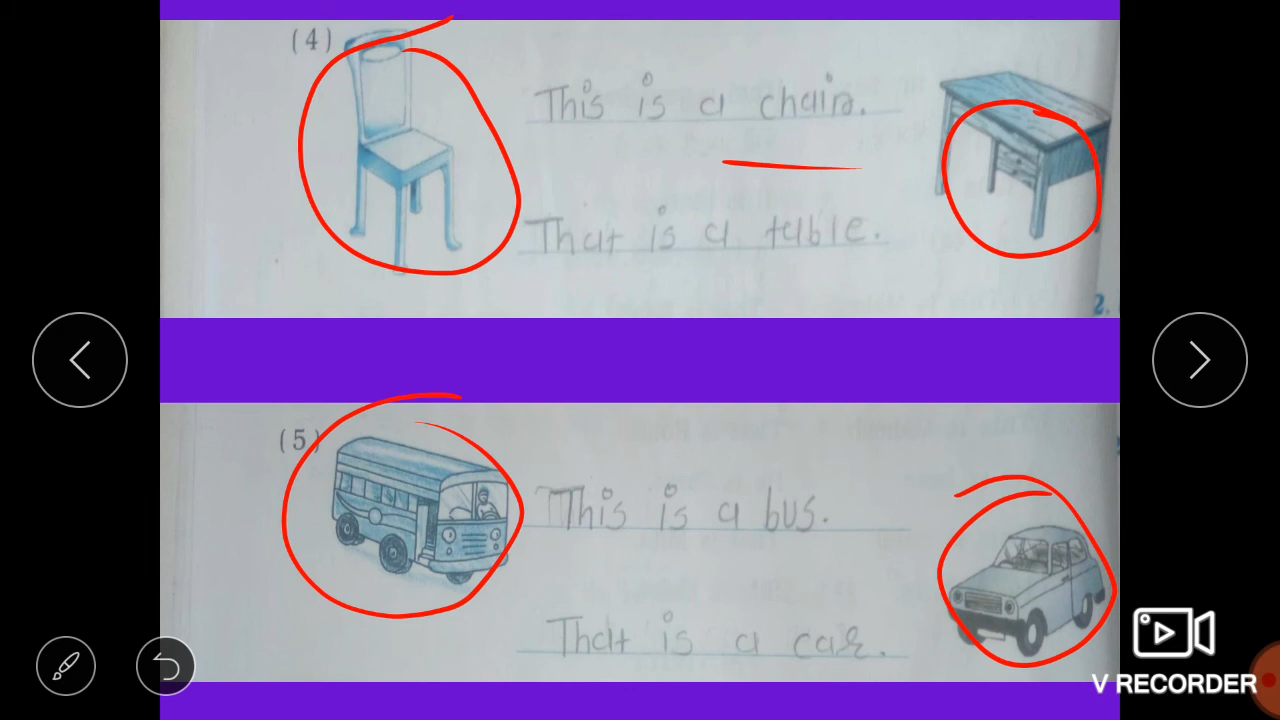 (4)
This is a chair.
That is a table.
2.
(5)
This is a bus.
That is a car.
V RECORDER